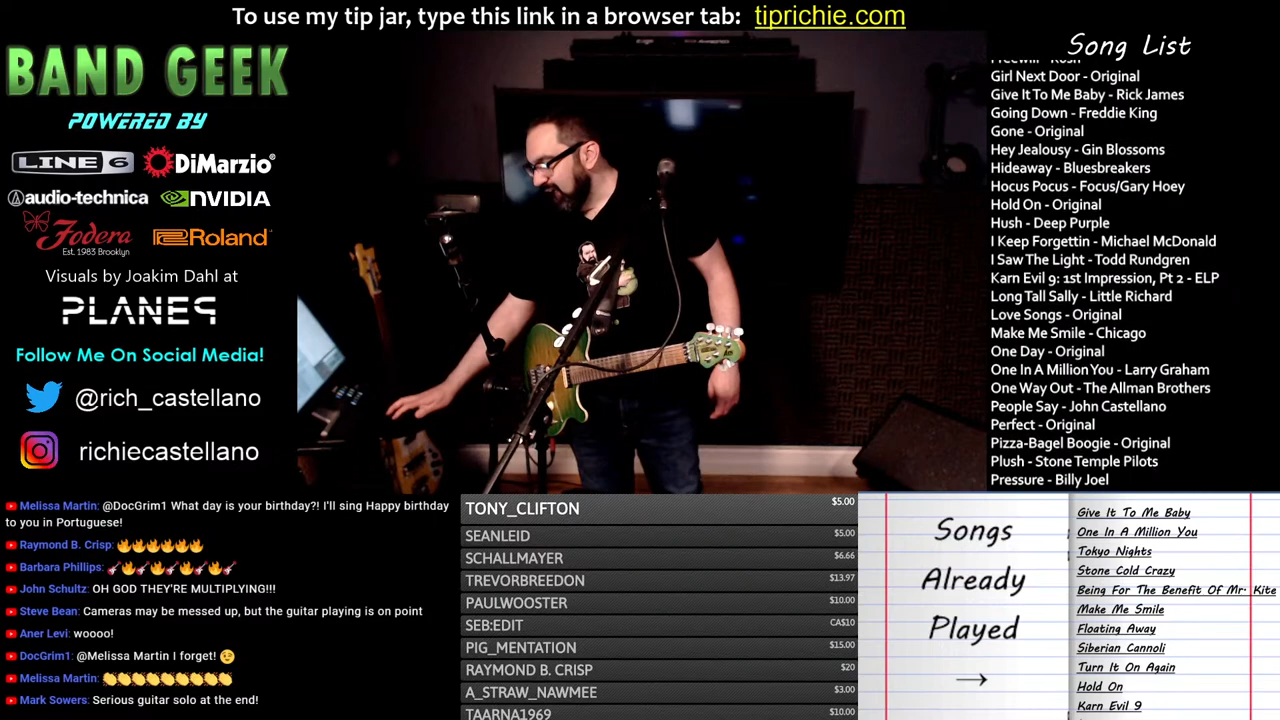 To use my tip jar, type this link in a browser tab: tiprichie.com
BAND GEEK
POWERED BY
LINE 6
DiMarzio
audio-technica
NVIDIA
Fodera
Est. 1983 Brooklyn
Roland
Visuals by Joakim Dahl at
PLANE9
Follow Me On Social Media!
@rich_castellano
richiecastellano
Song List
Freewill - Rush
Girl Next Door - Original
Give It To Me Baby - Rick James
Going Down - Freddie King
Gone - Original
Hey Jealousy - Gin Blossoms
Hideaway - Bluesbreakers
Hocus Pocus - Focus/Gary Hoey
Hold On - Original
Hush - Deep Purple
I Keep Forgettin - Michael McDonald
I Saw The Light - Todd Rundgren
Karn Evil 9: 1st Impression, Pt 2 - ELP
Long Tall Sally - Little Richard
Love Songs - Original
Make Me Smile - Chicago
One Day - Original
One In A Million You - Larry Graham
One Way Out - The Allman Brothers
People Say - John Castellano
Perfect - Original
Pizza-Bagel Boogie - Original
Plush - Stone Temple Pilots
Pressure - Billy Joel
Melissa Martin: @DocGrim1 What day is your birthday?! I'll sing Happy birthday
to you in Portuguese!
Raymond B. Crisp: 🔥🔥🔥🔥🔥🔥
Barbara Phillips: 🎸🔥🎸🔥🎸🔥🎸
John Schultz: OH GOD THEY'RE MULTIPLYING!!!
Steve Bean: Cameras may be messed up, but the guitar playing is on point
Aner Levi: woooo!
DocGrim1: @Melissa Martin I forget! 😉
Melissa Martin: 👏👏👏👏👏👏👏👏👏
Mark Sowers: Serious guitar solo at the end!
TONY_CLIFTON $5.00
SEANLEID $5.00
SCHALLMAYER $6.66
TREVORBREEDON $13.97
PAULWOOSTER $10.00
SEB:EDIT CA$10
PIG_MENTATION $15.00
RAYMOND B. CRISP $20
A_STRAW_NAWMEE $3.00
TAARNA1969 $10.00
Songs
Already
Played
→
Give It To Me Baby
One In A Million You
Tokyo Nights
Stone Cold Crazy
Being For The Benefit Of Mr. Kite
Make Me Smile
Floating Away
Siberian Cannoli
Turn It On Again
Hold On
Karn Evil 9